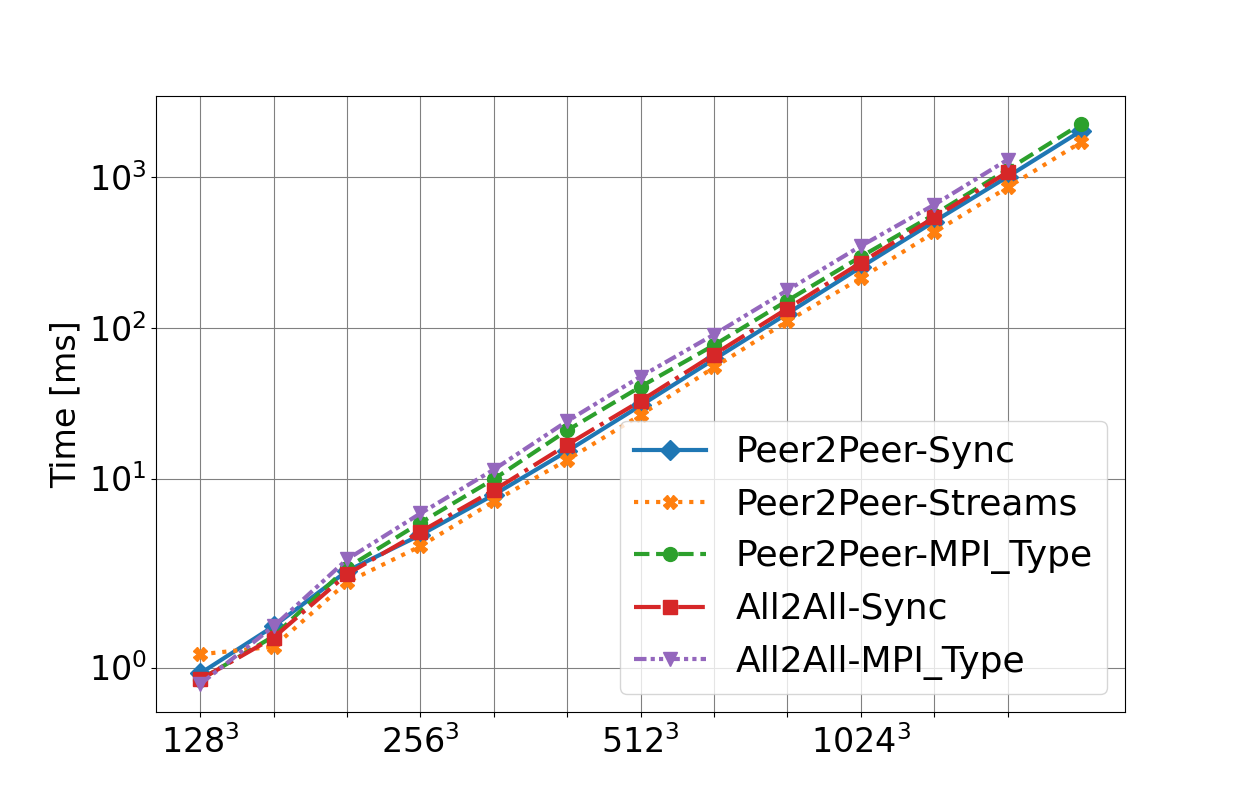 Time [ms]
10³
10²
10¹
10⁰
128³ 256³ 512³ 1024³
Peer2Peer-Sync
Peer2Peer-Streams
Peer2Peer-MPI_Type
All2All-Sync
All2All-MPI_Type